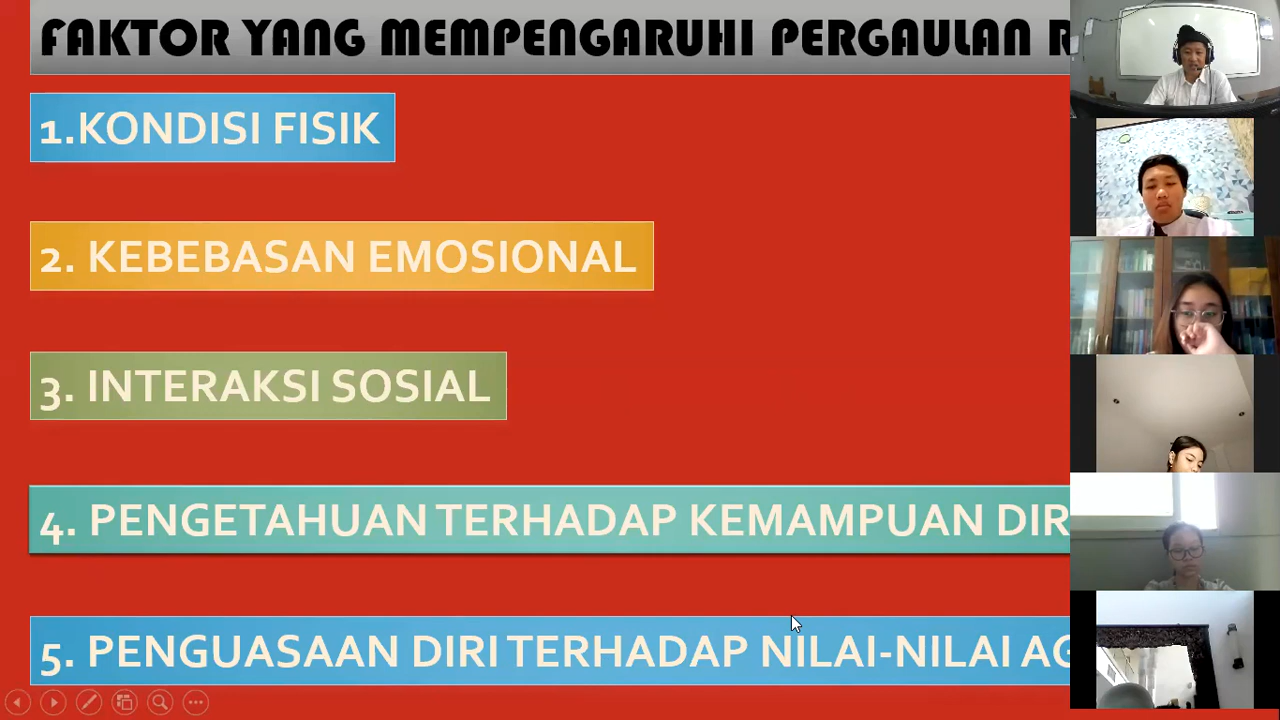 FAKTOR YANG MEMPENGARUHI PERGAULAN
1.KONDISI FISIK
2. KEBEBASAN EMOSIONAL
3. INTERAKSI SOSIAL
4. PENGETAHUAN TERHADAP KEMAMPUAN
5. PENGUASAAN DIRI TERHADAP NILAI-NILAI